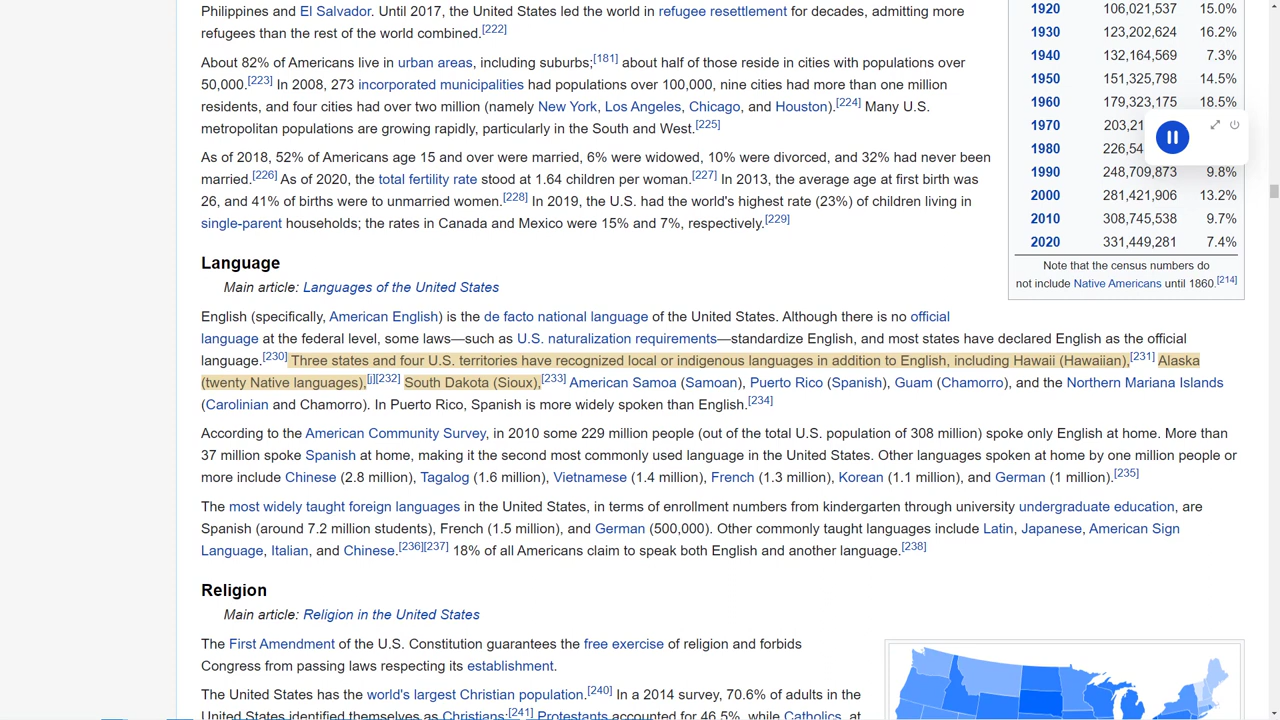 Philippines and El Salvador. Until 2017, the United States led the world in refugee resettlement for decades, admitting more
refugees than the rest of the world combined.[222]
About 82% of Americans live in urban areas, including suburbs;[181] about half of those reside in cities with populations over
50,000.[223] In 2008, 273 incorporated municipalities had populations over 100,000, nine cities had more than one million
residents, and four cities had over two million (namely New York, Los Angeles, Chicago, and Houston).[224] Many U.S.
metropolitan populations are growing rapidly, particularly in the South and West.[225]
As of 2018, 52% of Americans age 15 and over were married, 6% were widowed, 10% were divorced, and 32% had never been
married.[226] As of 2020, the total fertility rate stood at 1.64 children per woman.[227] In 2013, the average age at first birth was
26, and 41% of births were to unmarried women.[228] In 2019, the U.S. had the world's highest rate (23%) of children living in
single-parent households; the rates in Canada and Mexico were 15% and 7%, respectively.[229]
1920 106,021,537 15.0%
1930 123,202,624 16.2%
1940 132,164,569 7.3%
1950 151,325,798 14.5%
1960 179,323,175 18.5%
1970 203,21
1980 226,54
1990 248,709,873 9.8%
2000 281,421,906 13.2%
2010 308,745,538 9.7%
2020 331,449,281 7.4%
Note that the census numbers do
not include Native Americans until 1860.[214]
Language
Main article: Languages of the United States
English (specifically, American English) is the de facto national language of the United States. Although there is no official
language at the federal level, some laws—such as U.S. naturalization requirements—standardize English, and most states have declared English as the official
language.[230] Three states and four U.S. territories have recognized local or indigenous languages in addition to English, including Hawaii (Hawaiian),[231] Alaska
(twenty Native languages),[j][232] South Dakota (Sioux),[233] American Samoa (Samoan), Puerto Rico (Spanish), Guam (Chamorro), and the Northern Mariana Islands
(Carolinian and Chamorro). In Puerto Rico, Spanish is more widely spoken than English.[234]
According to the American Community Survey, in 2010 some 229 million people (out of the total U.S. population of 308 million) spoke only English at home. More than
37 million spoke Spanish at home, making it the second most commonly used language in the United States. Other languages spoken at home by one million people or
more include Chinese (2.8 million), Tagalog (1.6 million), Vietnamese (1.4 million), French (1.3 million), Korean (1.1 million), and German (1 million).[235]
The most widely taught foreign languages in the United States, in terms of enrollment numbers from kindergarten through university undergraduate education, are
Spanish (around 7.2 million students), French (1.5 million), and German (500,000). Other commonly taught languages include Latin, Japanese, American Sign
Language, Italian, and Chinese.[236][237] 18% of all Americans claim to speak both English and another language.[238]
Religion
Main article: Religion in the United States
The First Amendment of the U.S. Constitution guarantees the free exercise of religion and forbids
Congress from passing laws respecting its establishment.
The United States has the world's largest Christian population.[240] In a 2014 survey, 70.6% of adults in the
United States identified themselves as Christians;[241] Protestants accounted for 46.5%, while Catholics, at